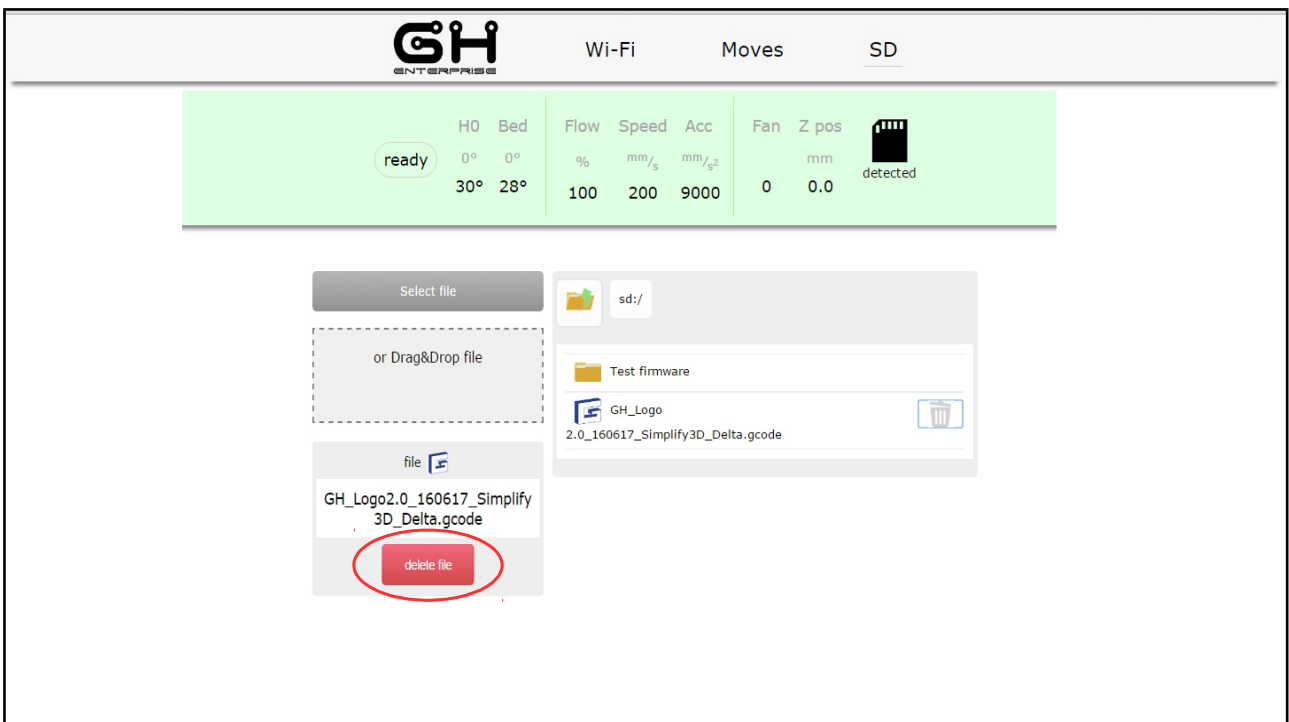 GH
ENTERPRISE
Wi-Fi Moves SD
H0 Bed Flow Speed Acc Fan Z pos
ready 0° 0° % mm/s mm/s² mm
30° 28° 100 200 9000 0 0.0
detected
Select file
or Drag&Drop file
file
GH_Logo2.0_160617_Simplify
3D_Delta.gcode
delete file
sd:/
Test firmware
GH_Logo
2.0_160617_Simplify3D_Delta.gcode